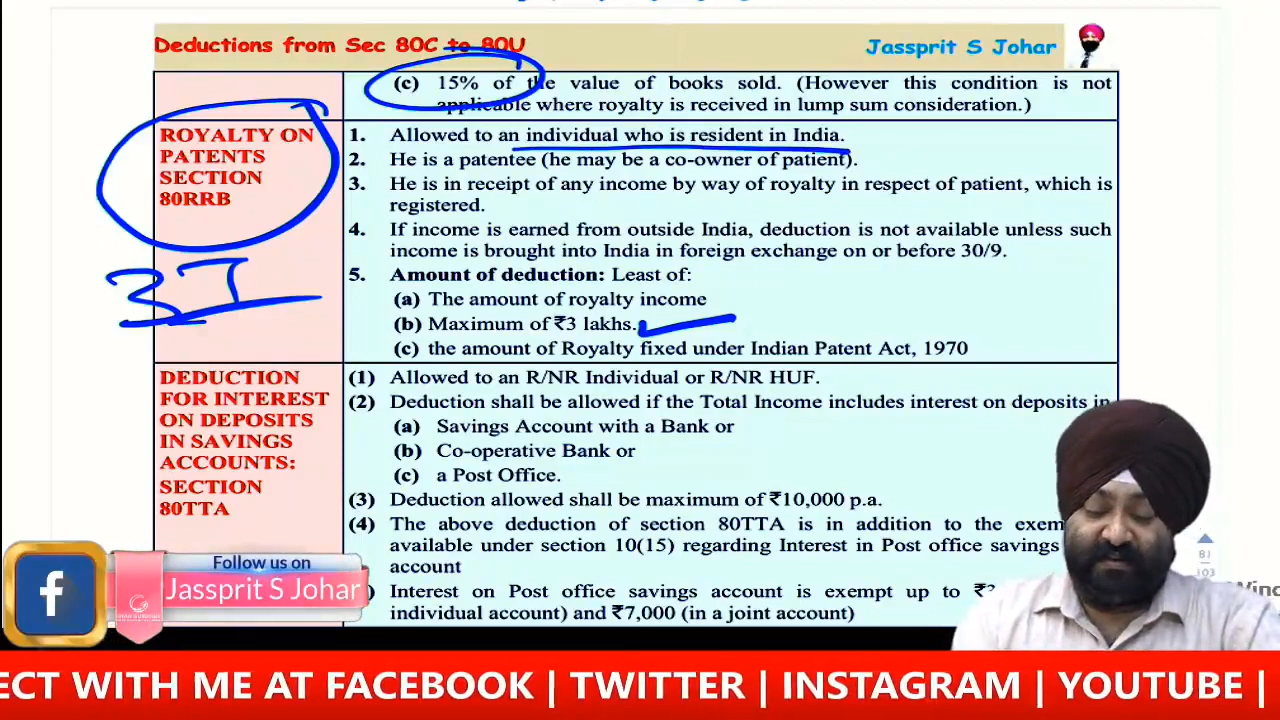 Deductions from Sec 80C to 80U
Jassprit S Johar
(c) 15% of the value of books sold. (However this condition is not
applicable where royalty is received in lump sum consideration.)
ROYALTY ON
PATENTS
SECTION
80RRB
1. Allowed to an individual who is resident in India.
2. He is a patentee (he may be a co-owner of patient).
3. He is in receipt of any income by way of royalty in respect of patient, which is
registered.
4. If income is earned from outside India, deduction is not available unless such
income is brought into India in foreign exchange on or before 30/9.
5. Amount of deduction: Least of:
(a) The amount of royalty income
(b) Maximum of ₹3 lakhs.
(c) the amount of Royalty fixed under Indian Patent Act, 1970
DEDUCTION
FOR INTEREST
ON DEPOSITS
IN SAVINGS
ACCOUNTS:
SECTION
80TTA
(1) Allowed to an R/NR Individual or R/NR HUF.
(2) Deduction shall be allowed if the Total Income includes interest on deposits in
(a) Savings Account with a Bank or
(b) Co-operative Bank or
(c) a Post Office.
(3) Deduction allowed shall be maximum of ₹10,000 p.a.
(4) The above deduction of section 80TTA is in addition to the exem
available under section 10(15) regarding Interest in Post office savings
account
) Interest on Post office savings account is exempt up to ₹3
individual account) and ₹7,000 (in a joint account)
81
103
Follow us on
Jassprit S Johar
ECT WITH ME AT FACEBOOK | TWITTER | INSTAGRAM | YOUTUBE |